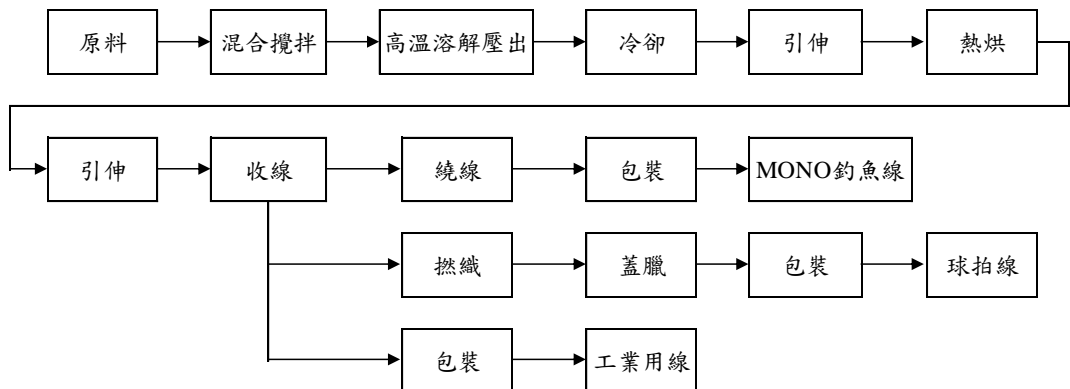 原料
混合攪拌
高溫溶解壓出
冷卻
引伸
熱烘
引伸
收線
繞線
包裝
MONO釣魚線
撚織
蓋臘
包裝
球拍線
包裝
工業用線